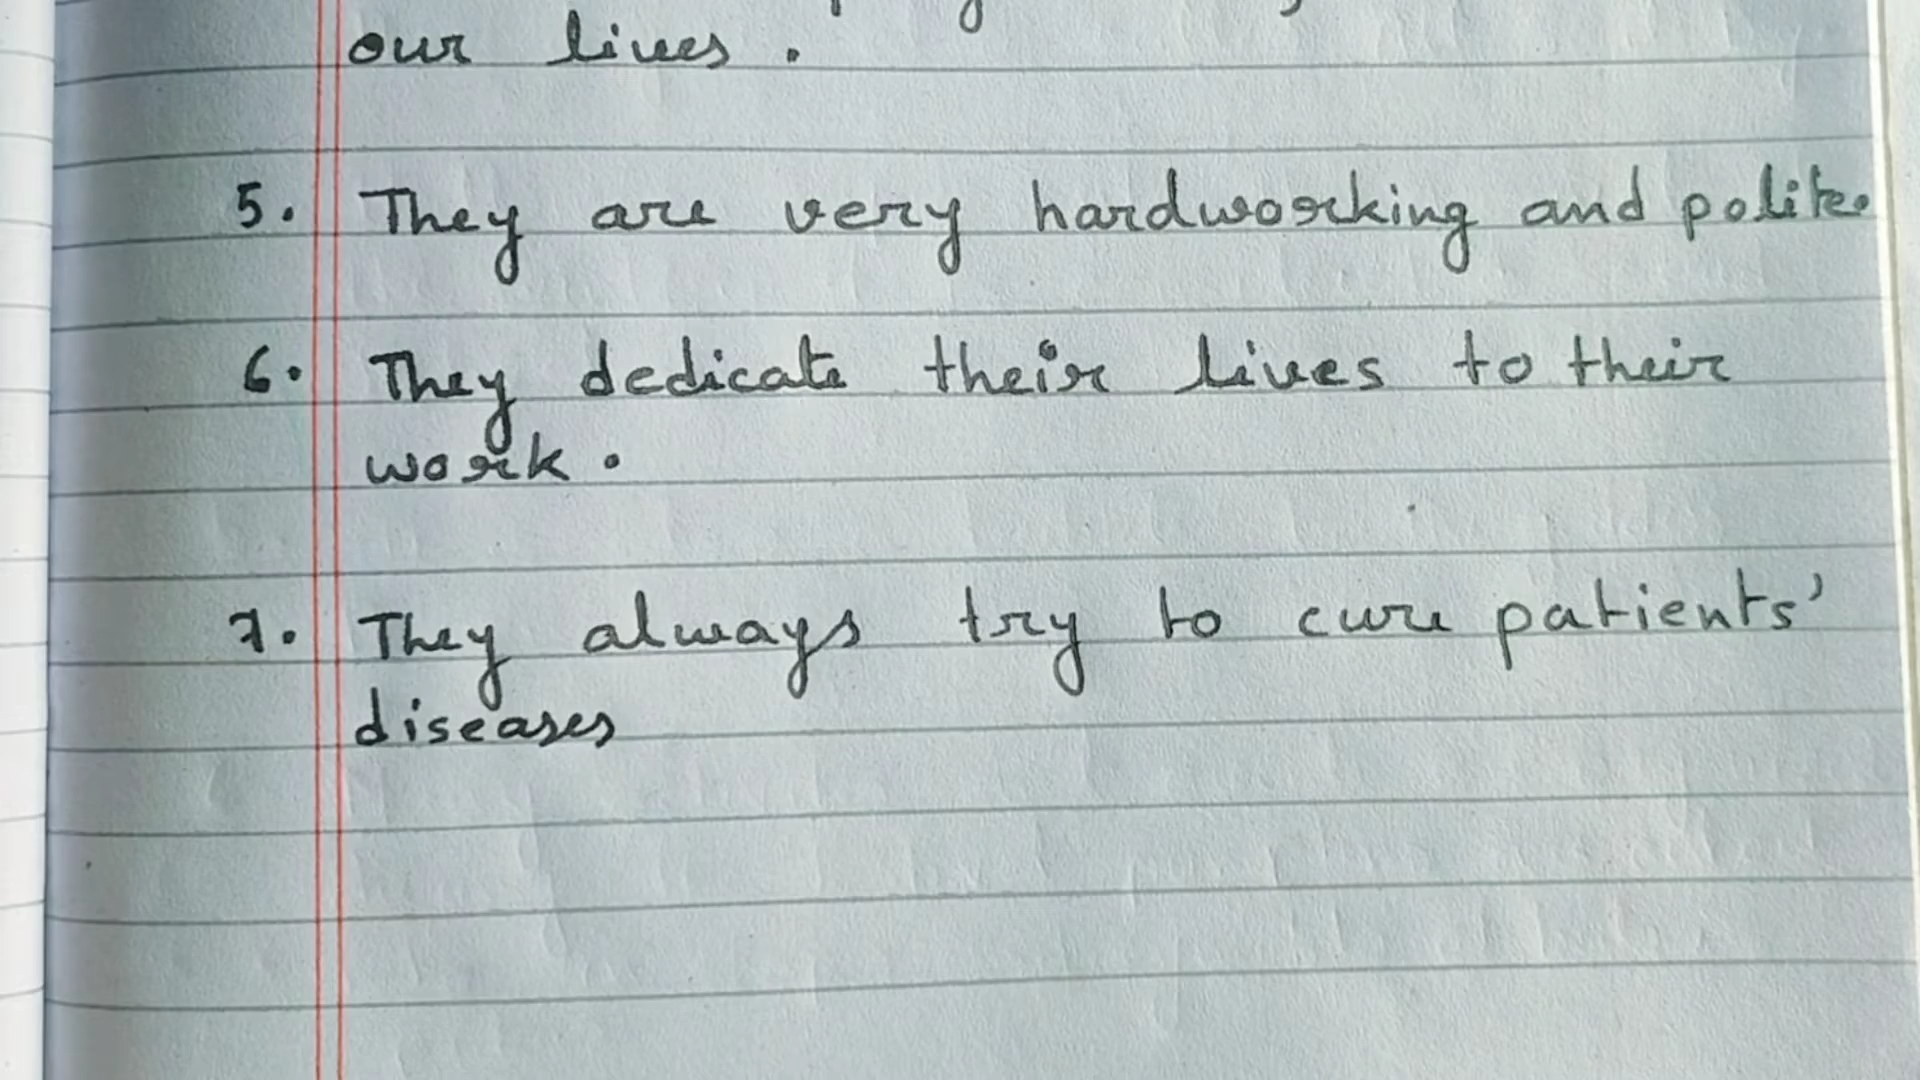 our lives.
5. They are very hardworking and polite.
6. They dedicate their lives to their
work.
7. They always try to cure patients'
diseases